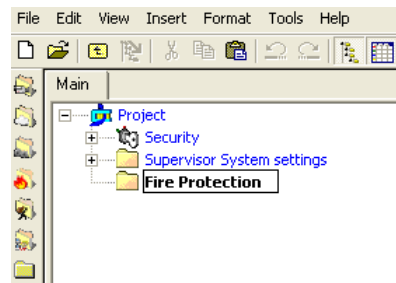 File Edit View Insert Format Tools Help
Main
Project
Security
Supervisor System settings
Fire Protection